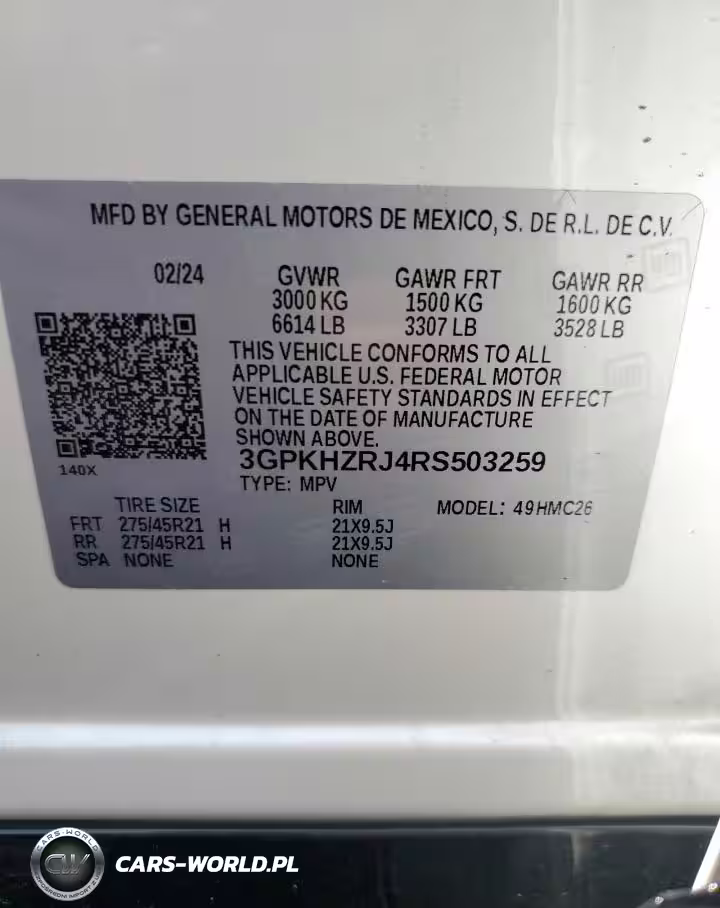 MFD BY GENERAL MOTORS DE MEXICO, S. DE R.L. DE C.V.
02/24 GVWR GAWR FRT GAWR RR
3000 KG 1500 KG 1600 KG
6614 LB 3307 LB 3528 LB
THIS VEHICLE CONFORMS TO ALL
APPLICABLE U.S. FEDERAL MOTOR
VEHICLE SAFETY STANDARDS IN EFFECT
ON THE DATE OF MANUFACTURE
SHOWN ABOVE.
3GPKHZRJ4RS503259
140X
TYPE: MPV
TIRE SIZE RIM MODEL: 49HMC26
FRT 275/45R21 H 21X9.5J
RR 275/45R21 H 21X9.5J
SPA NONE NONE
CARS-WORLD
CW
CARS-WORLD.PL